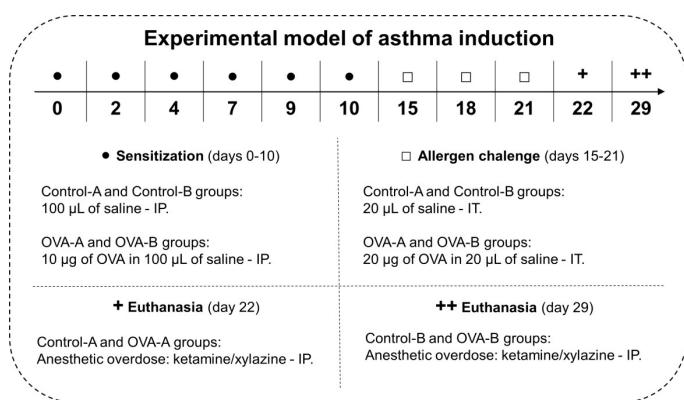 Experimental model of asthma induction
● ● ● ● ● ● □ □ □ + ++
0 2 4 7 9 10 15 18 21 22 29
● Sensitization (days 0-10)
Control-A and Control-B groups:
100 µL of saline - IP.
OVA-A and OVA-B groups:
10 µg of OVA in 100 µL of saline - IP.
□ Allergen chalenge (days 15-21)
Control-A and Control-B groups:
20 µL of saline - IT.
OVA-A and OVA-B groups:
20 µg of OVA in 20 µL of saline - IT.
+ Euthanasia (day 22)
Control-A and OVA-A groups:
Anesthetic overdose: ketamine/xylazine - IP.
++ Euthanasia (day 29)
Control-B and OVA-B groups:
Anesthetic overdose: ketamine/xylazine - IP.